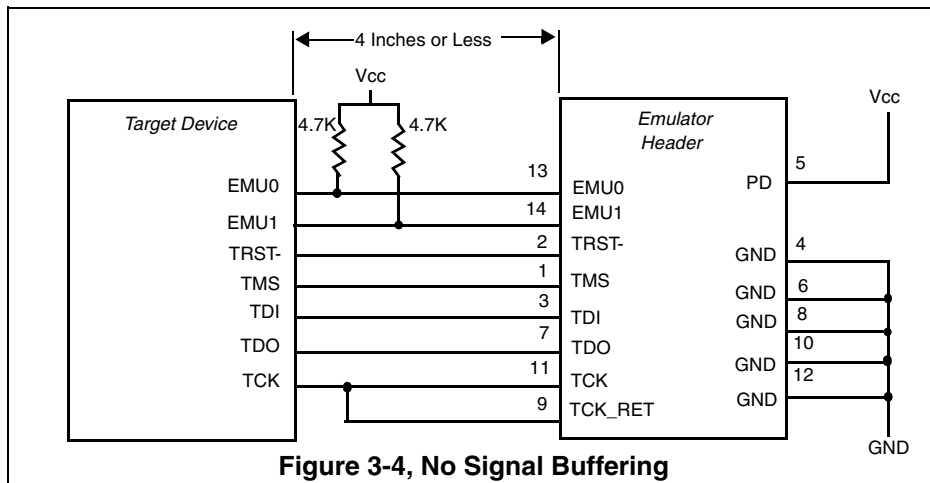 4 Inches or Less
Vcc
Vcc
Target Device
4.7K
4.7K
Emulator
Header
EMU0
13
EMU0
5
PD
EMU1
14
EMU1
TRST-
2
TRST-
GND
4
TMS
1
TMS
GND
6
TDI
3
TDI
GND
8
TDO
7
TDO
GND
10
TCK
11
TCK
GND
12
9
TCK_RET
GND
Figure 3-4, No Signal Buffering